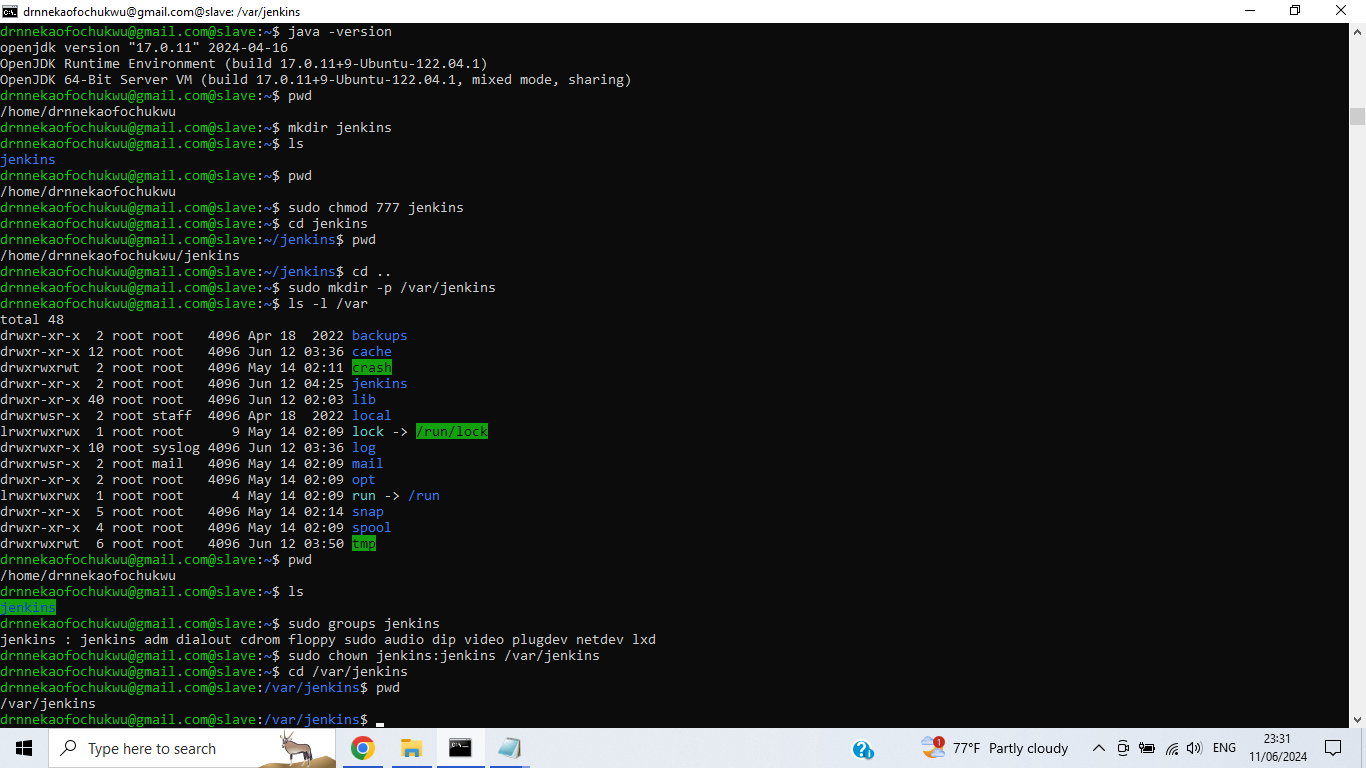 drnnekaofochukwu@gmail.com@slave: /var/jenkins
drnnekaofochukwu@gmail.com@slave:~$ java -version
openjdk version "17.0.11" 2024-04-16
OpenJDK Runtime Environment (build 17.0.11+9-Ubuntu-122.04.1)
OpenJDK 64-Bit Server VM (build 17.0.11+9-Ubuntu-122.04.1, mixed mode, sharing)
drnnekaofochukwu@gmail.com@slave:~$ pwd
/home/drnnekaofochukwu
drnnekaofochukwu@gmail.com@slave:~$ mkdir jenkins
drnnekaofochukwu@gmail.com@slave:~$ ls
jenkins
drnnekaofochukwu@gmail.com@slave:~$ pwd
/home/drnnekaofochukwu
drnnekaofochukwu@gmail.com@slave:~$ sudo chmod 777 jenkins
drnnekaofochukwu@gmail.com@slave:~$ cd jenkins
drnnekaofochukwu@gmail.com@slave:~/jenkins$ pwd
/home/drnnekaofochukwu/jenkins
drnnekaofochukwu@gmail.com@slave:~/jenkins$ cd ..
drnnekaofochukwu@gmail.com@slave:~$ sudo mkdir -p /var/jenkins
drnnekaofochukwu@gmail.com@slave:~$ ls -l /var
total 48
drwxr-xr-x  2 root root   4096 Apr 18  2022 backups
drwxr-xr-x 12 root root   4096 Jun 12 03:36 cache
drwxrwxrwt  2 root root   4096 May 14 02:11 crash
drwxr-xr-x  2 root root   4096 Jun 12 04:25 jenkins
drwxr-xr-x 40 root root   4096 Jun 12 02:03 lib
drwxrwsr-x  2 root staff  4096 Apr 18  2022 local
lrwxrwxrwx  1 root root      9 May 14 02:09 lock -> /run/lock
drwxrwxr-x 10 root syslog 4096 Jun 12 03:36 log
drwxrwsr-x  2 root mail   4096 May 14 02:09 mail
drwxr-xr-x  2 root root   4096 May 14 02:09 opt
lrwxrwxrwx  1 root root      4 May 14 02:09 run -> /run
drwxr-xr-x  5 root root   4096 May 14 02:14 snap
drwxr-xr-x  4 root root   4096 May 14 02:09 spool
drwxrwxrwt  6 root root   4096 Jun 12 03:50 tmp
drnnekaofochukwu@gmail.com@slave:~$ pwd
/home/drnnekaofochukwu
drnnekaofochukwu@gmail.com@slave:~$ ls
jenkins
drnnekaofochukwu@gmail.com@slave:~$ sudo groups jenkins
jenkins : jenkins adm dialout cdrom floppy sudo audio dip video plugdev netdev lxd
drnnekaofochukwu@gmail.com@slave:~$ sudo chown jenkins:jenkins /var/jenkins
drnnekaofochukwu@gmail.com@slave:~$ cd /var/jenkins
drnnekaofochukwu@gmail.com@slave:/var/jenkins$ pwd
/var/jenkins
drnnekaofochukwu@gmail.com@slave:/var/jenkins$
Type here to search
1
77°F Partly cloudy
ENG
23:31
11/06/2024